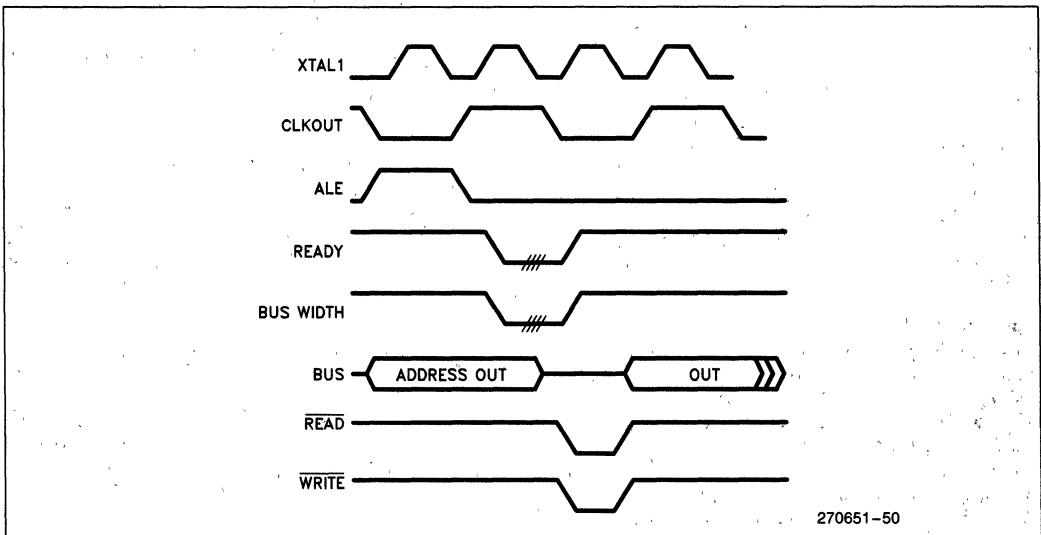 XTAL1
CLKOUT
ALE
READY
BUS WIDTH
BUS ADDRESS OUT OUT
READ
WRITE
270651-50